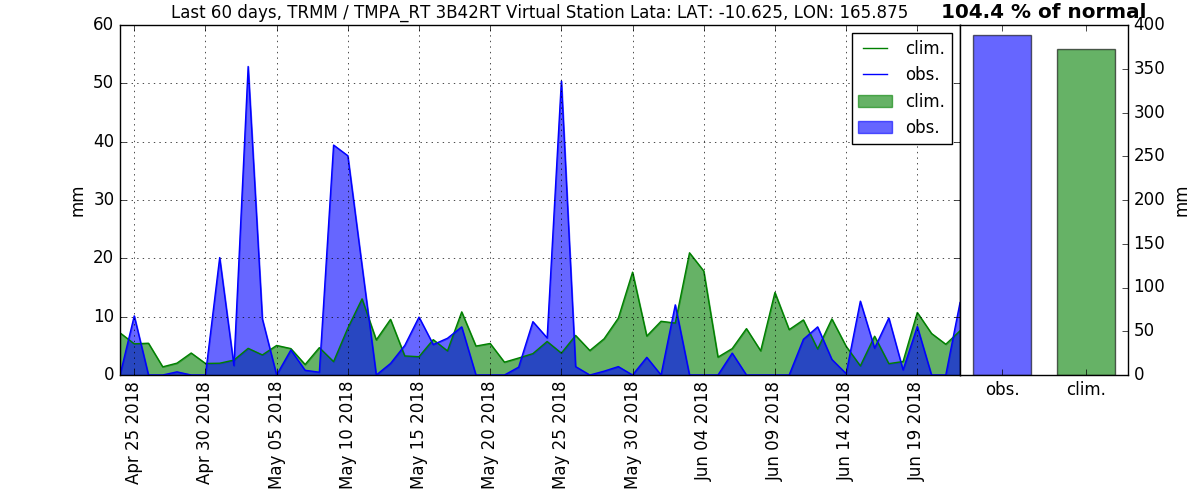 Last 60 days, TRMM / TMPA_RT 3B42RT Virtual Station Lata: LAT: -10.625, LON: 165.875
104.4 % of normal
60
50
40
30
20
10
0
mm
clim.
obs.
clim.
obs.
400
350
300
250
200
150
100
50
0
mm
Apr 25 2018
Apr 30 2018
May 05 2018
May 10 2018
May 15 2018
May 20 2018
May 25 2018
May 30 2018
Jun 04 2018
Jun 09 2018
Jun 14 2018
Jun 19 2018
obs.
clim.